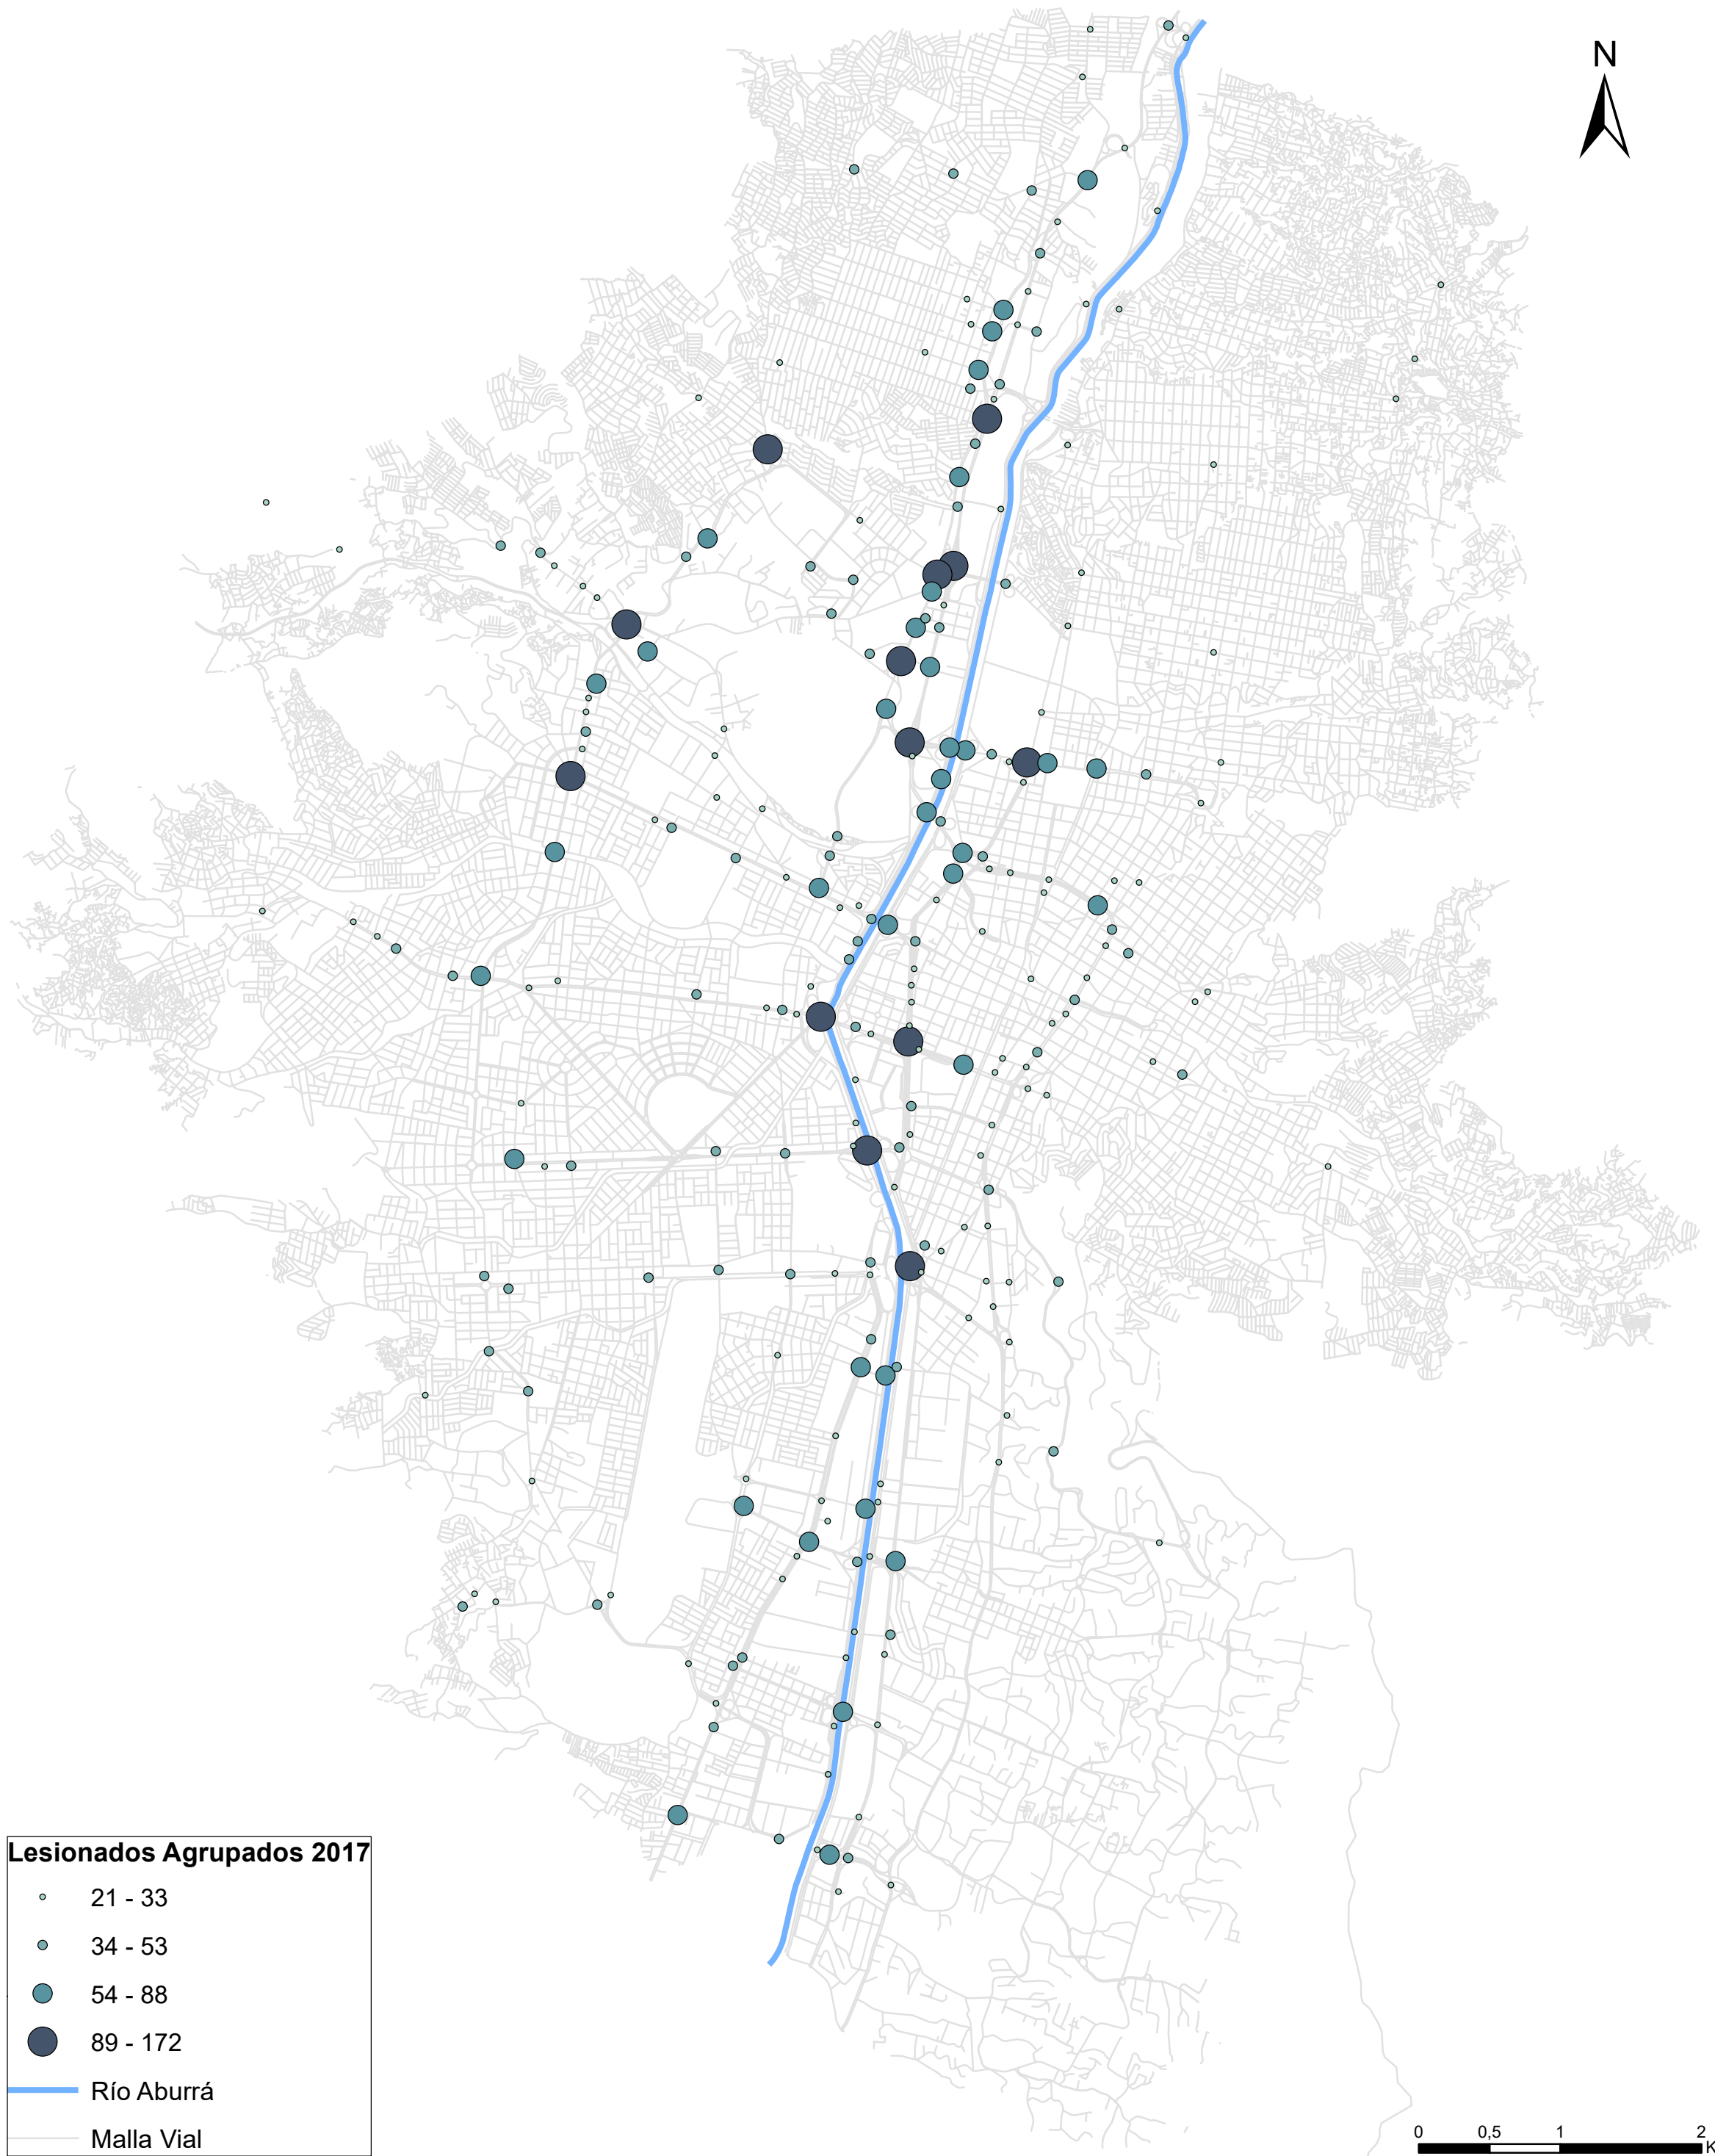 N
Lesionados Agrupados 2017
21 - 33
34 - 53
54 - 88
89 - 172
Río Aburrá
Malla Vial
0 0,5 1 2
K